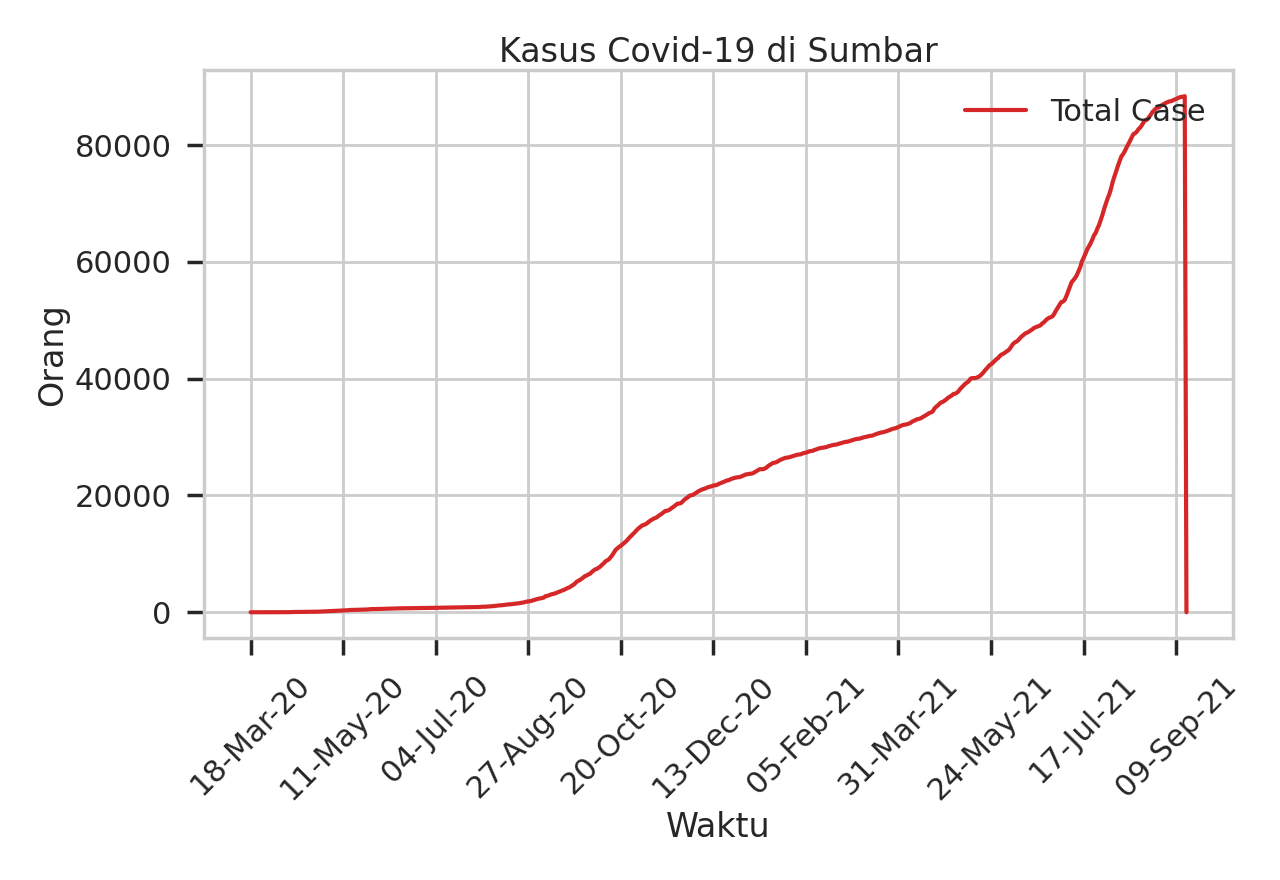 Kasus Covid-19 di Sumbar
Total Case
80000
60000
40000
20000
0
Orang
18-Mar-20
11-May-20
04-Jul-20
27-Aug-20
20-Oct-20
13-Dec-20
05-Feb-21
31-Mar-21
24-May-21
17-Jul-21
09-Sep-21
Waktu